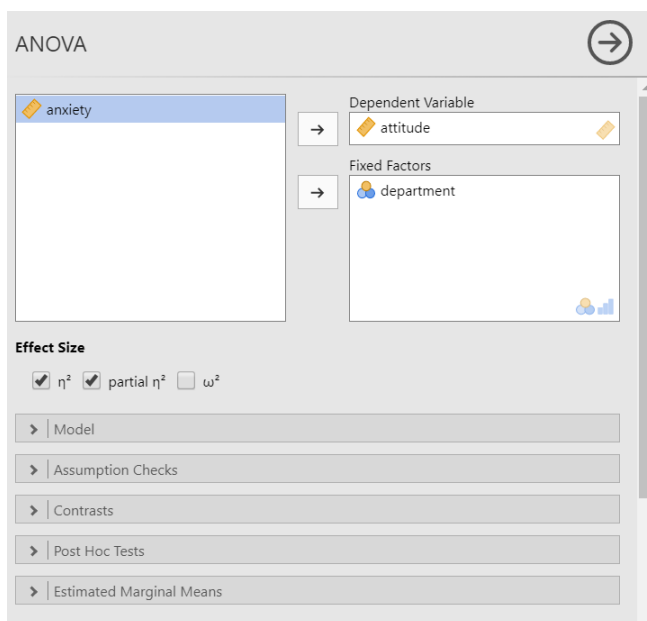 ANOVA
anxiety
Dependent Variable
attitude
Fixed Factors
department
Effect Size
η² partial η² ω²
Model
Assumption Checks
Contrasts
Post Hoc Tests
Estimated Marginal Means